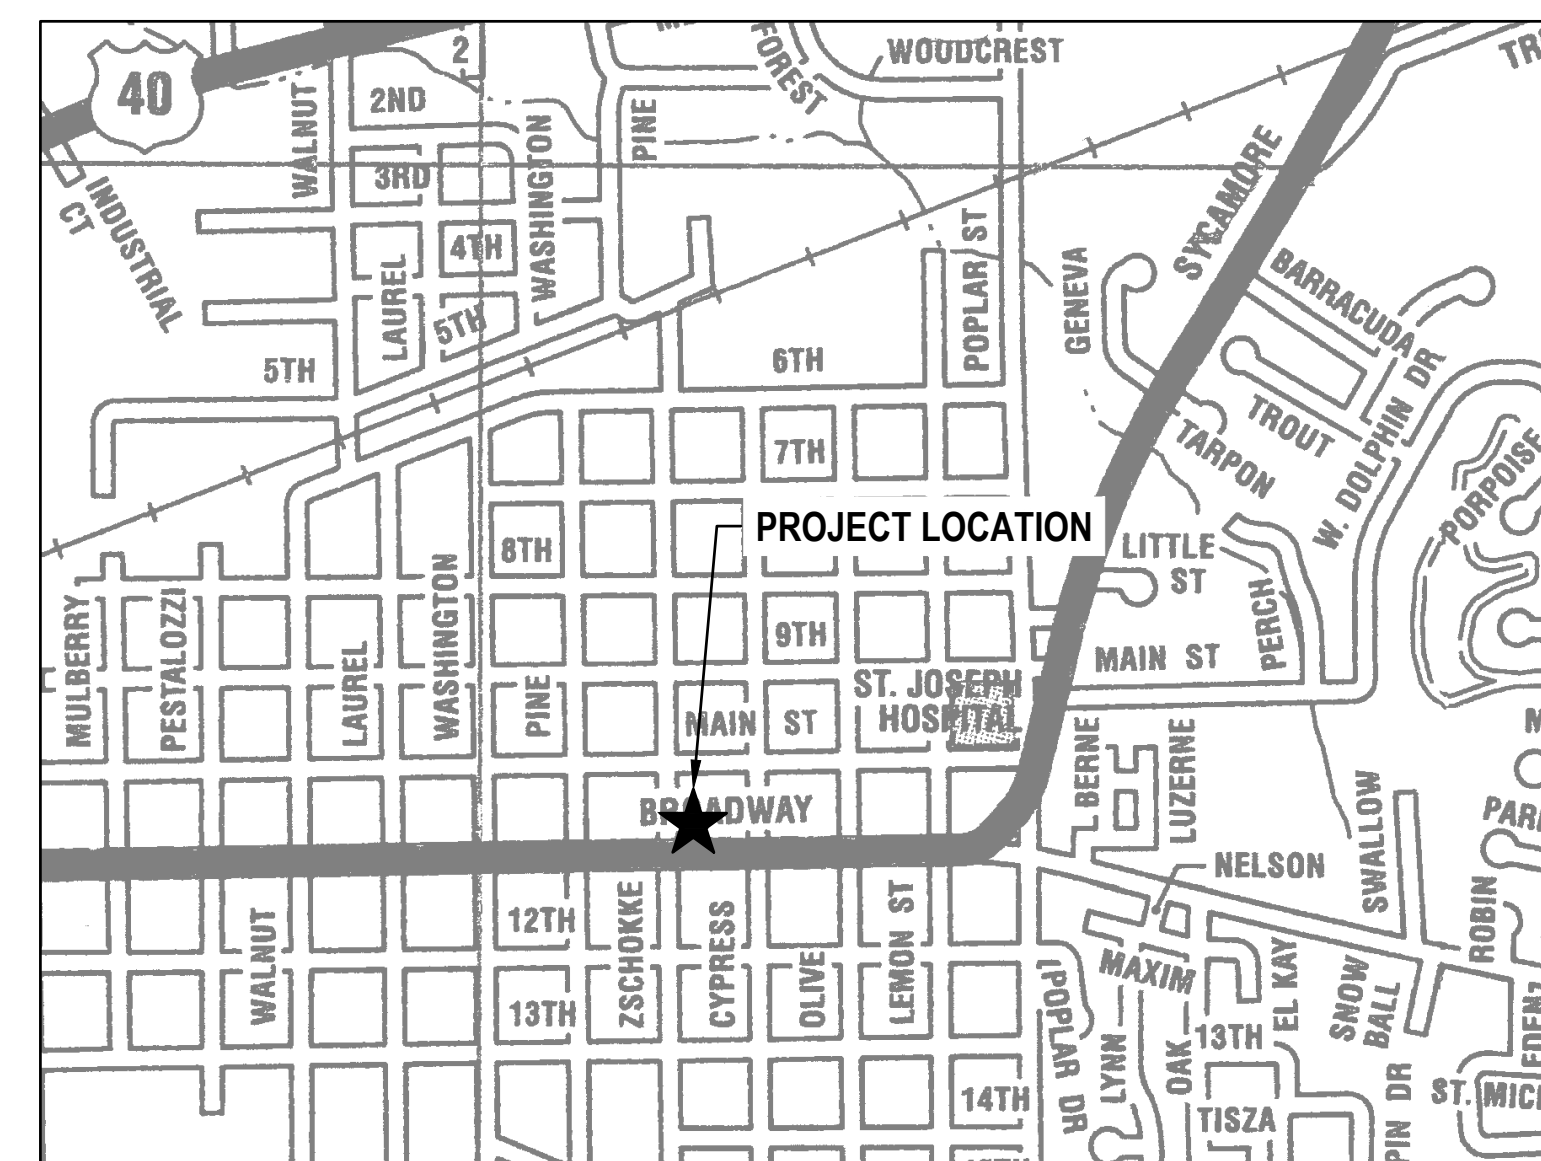 WOODCREST
FOREST
40
2
2ND
WALNUT
WASHINGTON
PINE
3RD
INDUSTRIAL
CT
4TH
LAUREL
5TH
5TH
6TH
POPLAR ST
GENEVA
SYCAMORE
BARRACUDA
W. DOLPHIN DR
TROUT
TARPON
PORPOISE
7TH
PROJECT LOCATION
8TH
LITTLE
ST
PERCH
MULBERRY
PESTALOZZI
LAUREL
WASHINGTON
PINE
9TH
MAIN ST
ST. JOSEPH
HOSPITAL
MAIN ST
BROADWAY
BERNE
LUZERNE
NELSON
SWALLOW
ROBIN
WALNUT
12TH
ZSCHOKKE
CYPRESS
OLIVE
LEMON ST
MAXIM
EL KAY
SNOW
BALL
13TH
POPLAR DR
LYNN
OAK
13TH
14TH
TISZA
PIN DR
ST. MICH